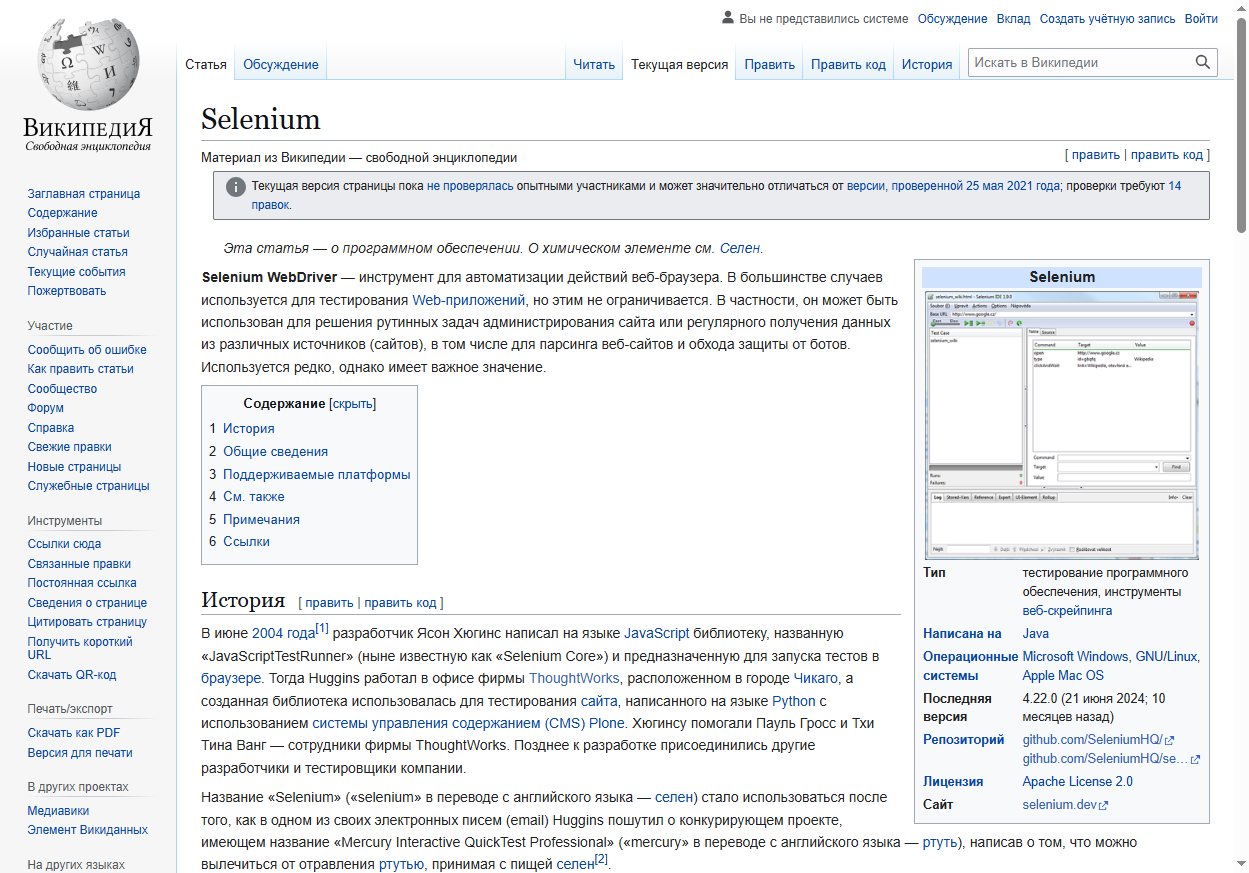 Вы не представились системе Обсуждение Вклад Создать учётную запись Войти
Статья Обсуждение Читать Текущая версия Править Править код История Искать в Википедии
ВикипедиЯ
Свободная энциклопедия
Заглавная страница
Содержание
Избранные статьи
Случайная статья
Текущие события
Пожертвовать
Участие
Сообщить об ошибке
Как править статьи
Сообщество
Форум
Справка
Свежие правки
Новые страницы
Служебные страницы
Инструменты
Ссылки сюда
Связанные правки
Постоянная ссылка
Сведения о странице
Цитировать страницу
Получить короткий
URL
Скачать QR-код
Печать/экспорт
Скачать как PDF
Версия для печати
В других проектах
Медиавики
Элемент Викиданных
На других языках
Selenium
Материал из Википедии — свободной энциклопедии
[ править | править код ]
Текущая версия страницы пока не проверялась опытными участниками и может значительно отличаться от версии, проверенной 25 мая 2021 года; проверки требуют 14
правок.
Эта статья — о программном обеспечении. О химическом элементе см. Селен.
Selenium WebDriver — инструмент для автоматизации действий веб-браузера. В большинстве случаев
используется для тестирования Web-приложений, но этим не ограничивается. В частности, он может быть
использован для решения рутинных задач администрирования сайта или регулярного получения данных
из различных источников (сайтов), в том числе для парсинга веб-сайтов и обхода защиты от ботов.
Используется редко, однако имеет важное значение.
Содержание [скрыть]
1 История
2 Общие сведения
3 Поддерживаемые платформы
4 См. также
5 Примечания
6 Ссылки
История [ править | править код ]
В июне 2004 года[1] разработчик Ясон Хюгинс написал на языке JavaScript библиотеку, названную
«JavaScriptTestRunner» (ныне известную как «Selenium Core») и предназначенную для запуска тестов в
браузере. Тогда Huggins работал в офисе фирмы ThoughtWorks, расположенном в городе Чикаго, а
созданная библиотека использовалась для тестирования сайта, написанного на языке Python с
использованием системы управления содержанием (CMS) Plone. Хюгинсу помогали Пауль Гросс и Тхи
Тина Ванг — сотрудники фирмы ThoughtWorks. Позднее к разработке присоединились другие
разработчики и тестировщики компании.
Название «Selenium» («selenium» в переводе с английского языка — селен) стало использоваться после
того, как в одном из своих электронных писем (email) Huggins пошутил о конкурирующем проекте,
имеющем название «Mercury Interactive QuickTest Professional» («mercury» в переводе с английского языка — ртуть), написав о том, что можно
вылечиться от отравления ртутью, принимая с пищей селен[2].
Selenium
Тип тестирование программного
обеспечения, инструменты
веб-скрейпинга
Написана на Java
Операционные Microsoft Windows, GNU/Linux,
системы Apple Mac OS
Последняя 4.22.0 (21 июня 2024; 10
версия месяцев назад)
Репозиторий github.com/SeleniumHQ/
github.com/SeleniumHQ/se...
Лицензия Apache License 2.0
Сайт selenium.dev